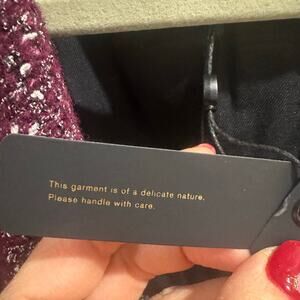 This garment is of a delicate nature.
Please handle with care.